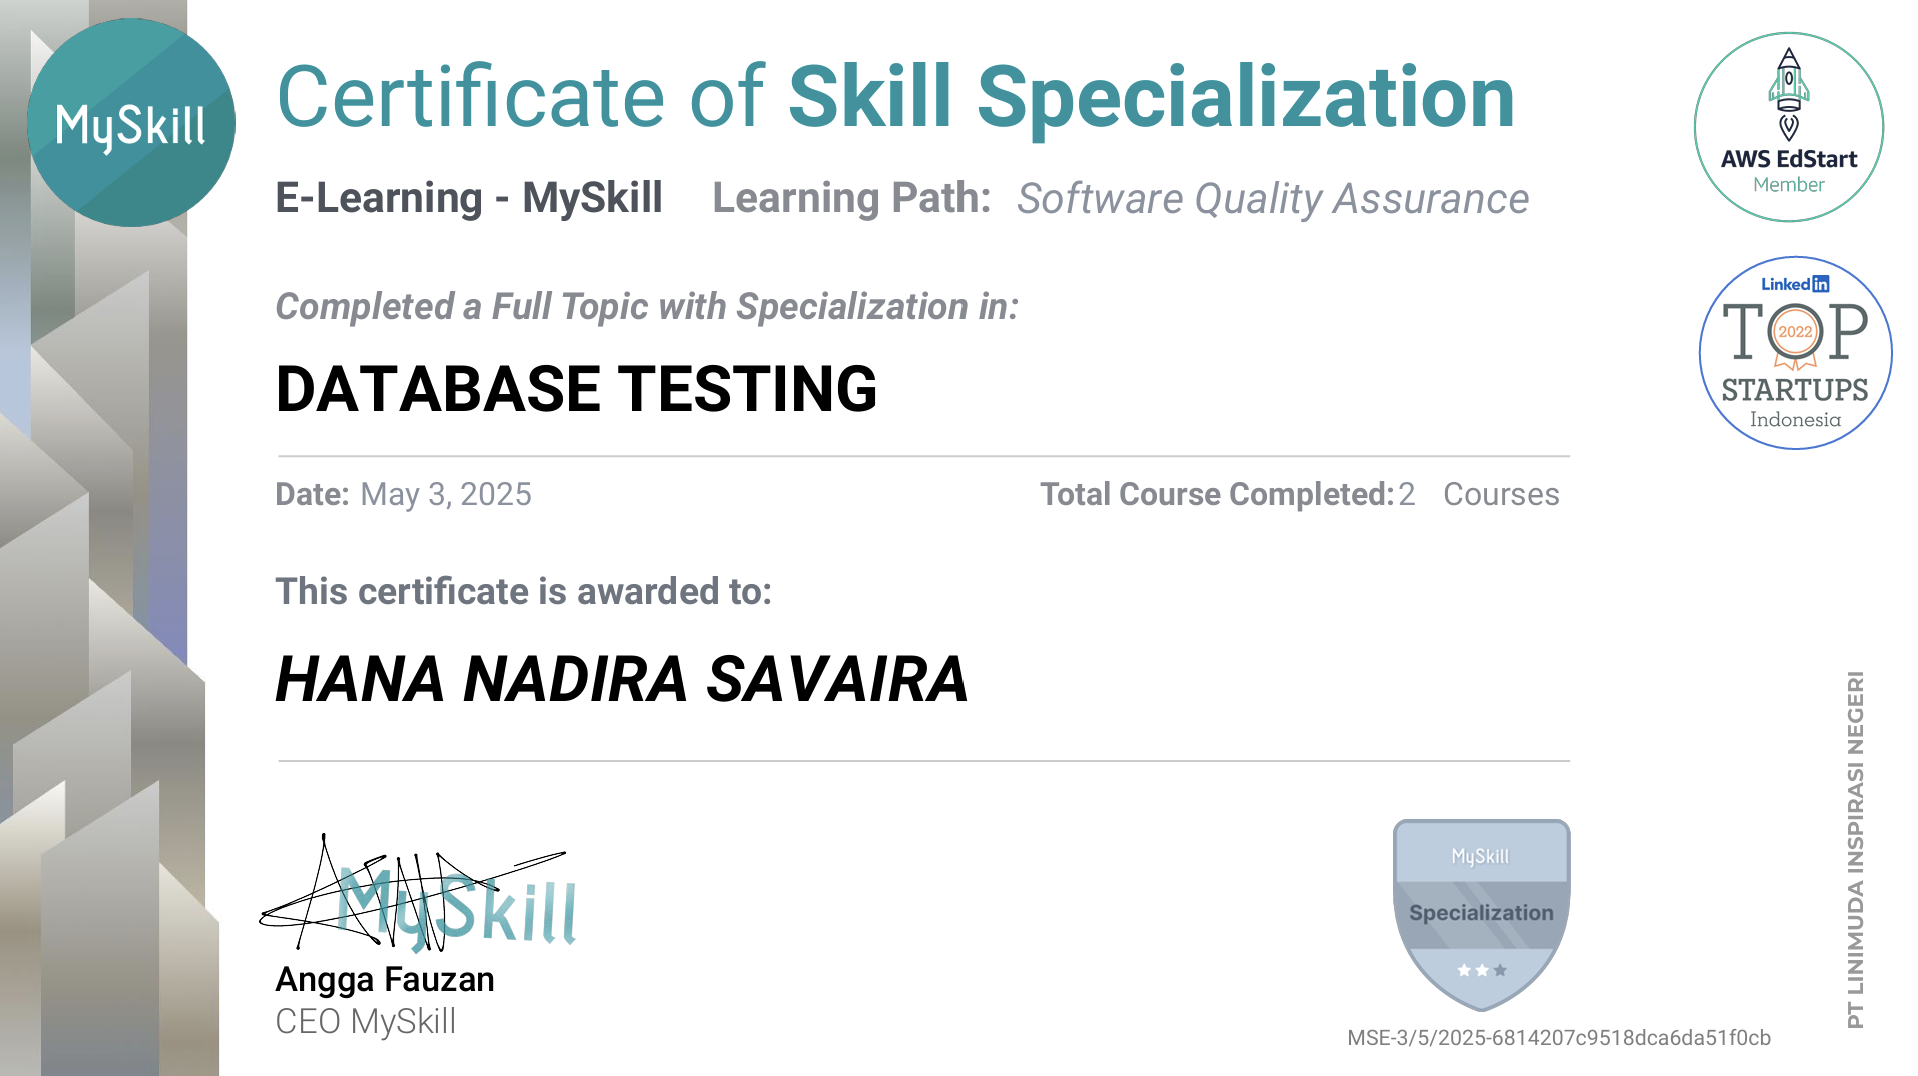 MySkill
Certificate of Skill Specialization
E-Learning - MySkill Learning Path: Software Quality Assurance
Completed a Full Topic with Specialization in:
DATABASE TESTING
Date: May 3, 2025 Total Course Completed: 2 Courses
This certificate is awarded to:
HANA NADIRA SAVAIRA
MySkill
Angga Fauzan
CEO MySkill
AWS EdStart
Member
Linkedin
TOP
2022
STARTUPS
Indonesia
MySkill
Specialization
MSE-3/5/2025-6814207c9518dca6da51f0cb
PT LINIMUDA INSPIRASI NEGERI